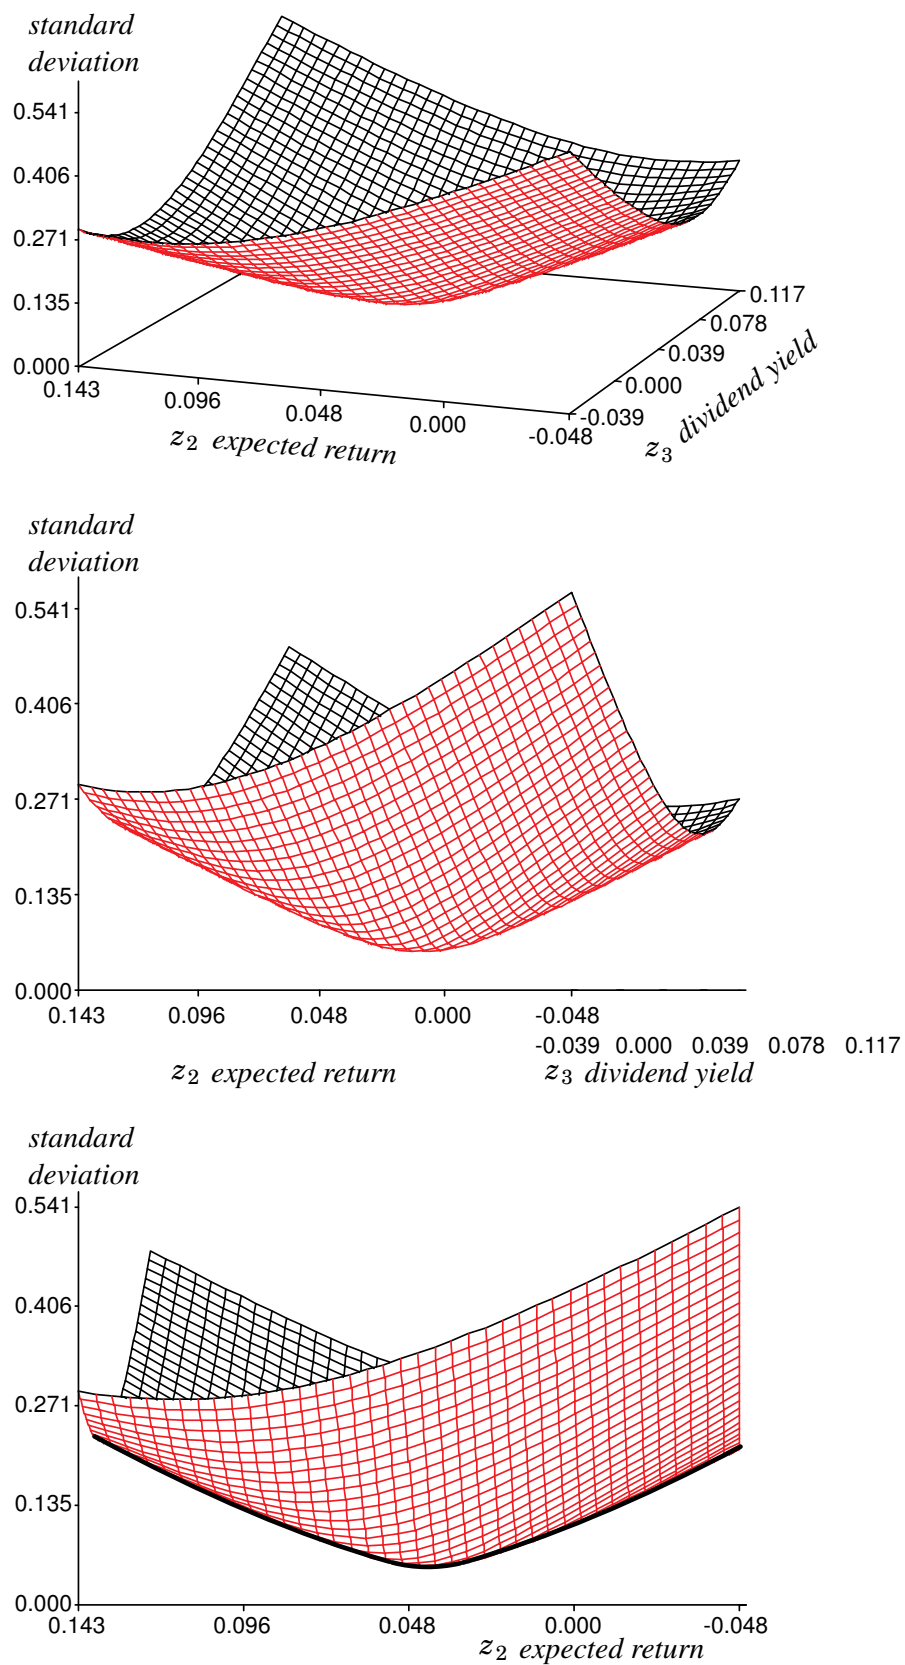 standard
deviation
0.541
0.406
0.271
0.135
0.000
0.143
0.096
0.048
0.000
-0.048
z2 expected return
-0.039
0.000
0.039
0.078
0.117
z3 dividend yield
standard
deviation
0.541
0.406
0.271
0.135
0.000
0.143 0.096 0.048 0.000 -0.048
-0.039 0.000 0.039 0.078 0.117
z2 expected return z3 dividend yield
standard
deviation
0.541
0.406
0.271
0.135
0.000
0.143 0.096 0.048 0.000 -0.048
z2 expected return